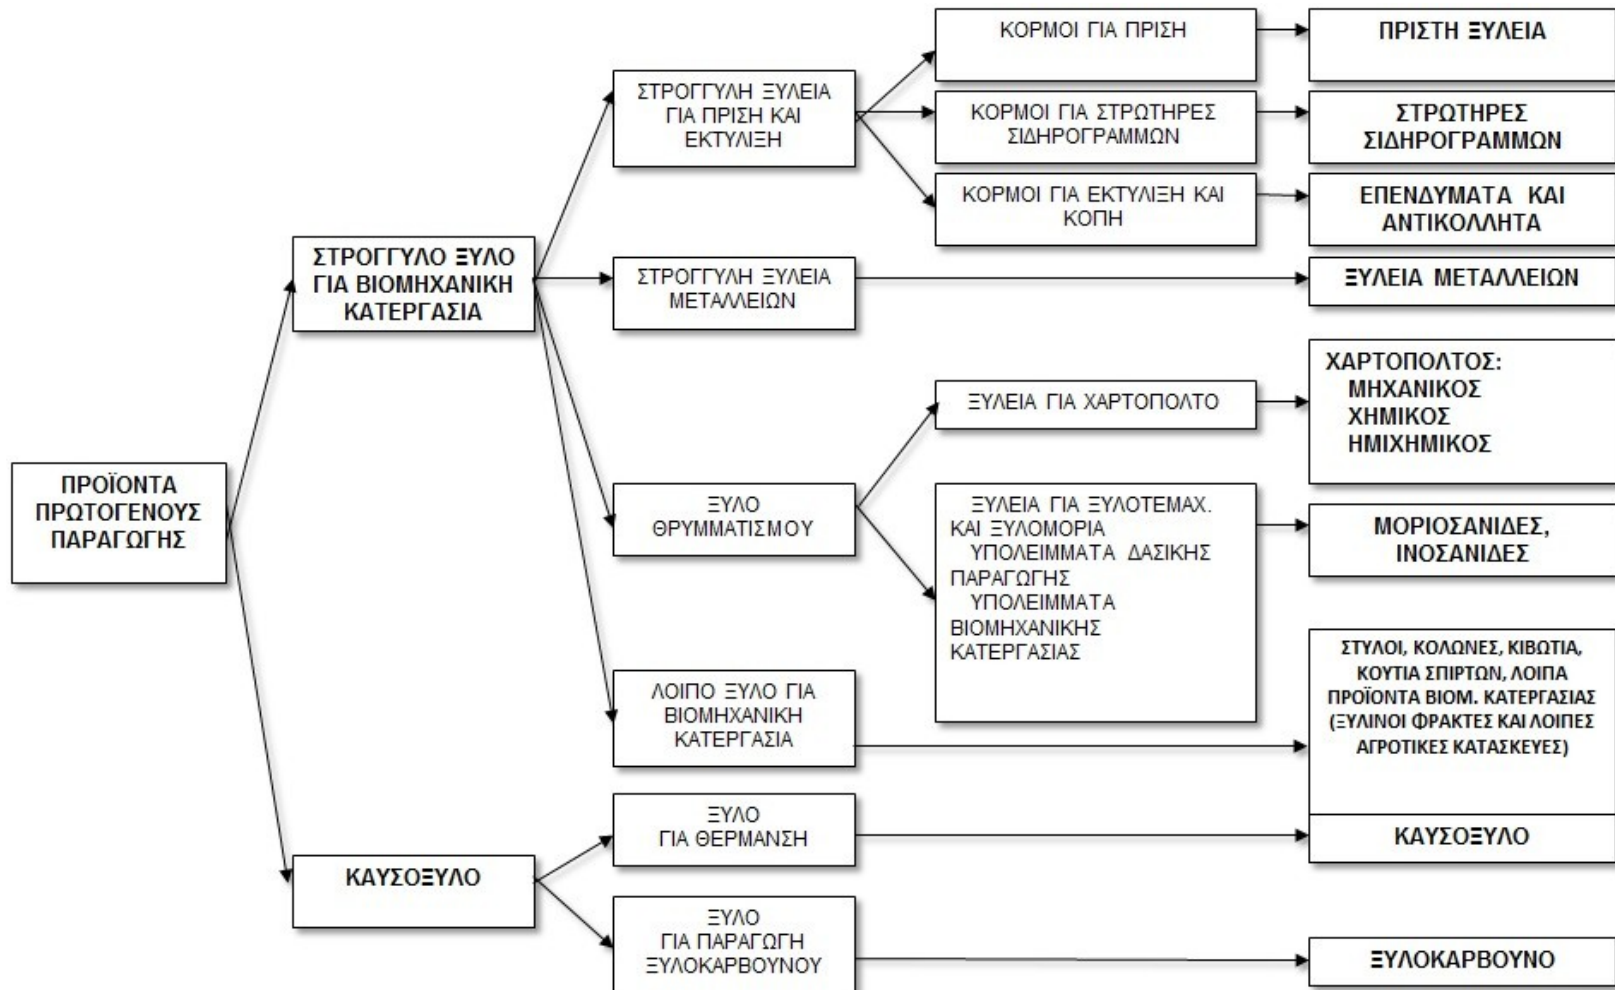 ΠΡΟΪΟΝΤΑ
ΠΡΩΤΟΓΕΝΟΥΣ
ΠΑΡΑΓΩΓΗΣ
ΣΤΡΟΓΓΥΛΟ ΞΥΛΟ
ΓΙΑ ΒΙΟΜΗΧΑΝΙΚΗ
ΚΑΤΕΡΓΑΣΙΑ
ΚΑΥΣΟΞΥΛΟ
ΣΤΡΟΓΓΥΛΗ ΞΥΛΕΙΑ
ΓΙΑ ΠΡΙΣΗ ΚΑΙ
ΕΚΤΥΛΙΞΗ
ΣΤΡΟΓΓΥΛΗ ΞΥΛΕΙΑ
ΜΕΤΑΛΛΕΙΩΝ
ΞΥΛΟ
ΘΡΥΜΜΑΤΙΣΜΟΥ
ΛΟΙΠΟ ΞΥΛΟ ΓΙΑ
ΒΙΟΜΗΧΑΝΙΚΗ
ΚΑΤΕΡΓΑΣΙΑ
ΞΥΛΟ
ΓΙΑ ΘΕΡΜΑΝΣΗ
ΞΥΛΟ
ΓΙΑ ΠΑΡΑΓΩΓΗ
ΞΥΛΟΚΑΡΒΟΥΝΟΥ
ΚΟΡΜΟΙ ΓΙΑ ΠΡΙΣΗ
ΚΟΡΜΟΙ ΓΙΑ ΣΤΡΩΤΗΡΕΣ
ΣΙΔΗΡΟΓΡΑΜΜΩΝ
ΚΟΡΜΟΙ ΓΙΑ ΕΚΤΥΛΙΞΗ ΚΑΙ
ΚΟΠΗ
ΞΥΛΕΙΑ ΓΙΑ ΧΑΡΤΟΠΟΛΤΟ
ΞΥΛΕΙΑ ΓΙΑ ΞΥΛΟΤΕΜΑΧ.
ΚΑΙ ΞΥΛΟΜΟΡΙΑ
ΥΠΟΛΕΙΜΜΑΤΑ ΔΑΣΙΚΗΣ
ΠΑΡΑΓΩΓΗΣ
ΥΠΟΛΕΙΜΜΑΤΑ
ΒΙΟΜΗΧΑΝΙΚΗΣ
ΚΑΤΕΡΓΑΣΙΑΣ
ΠΡΙΣΤΗ ΞΥΛΕΙΑ
ΣΤΡΩΤΗΡΕΣ
ΣΙΔΗΡΟΓΡΑΜΜΩΝ
ΕΠΕΝΔΥΜΑΤΑ ΚΑΙ
ΑΝΤΙΚΟΛΛΗΤΑ
ΞΥΛΕΙΑ ΜΕΤΑΛΛΕΙΩΝ
ΧΑΡΤΟΠΟΛΤΟΣ:
ΜΗΧΑΝΙΚΟΣ
ΧΗΜΙΚΟΣ
ΗΜΙΧΗΜΙΚΟΣ
ΜΟΡΙΟΣΑΝΙΔΕΣ,
ΙΝΟΣΑΝΙΔΕΣ
ΣΤΥΛΟΙ, ΚΟΛΩΝΕΣ, ΚΙΒΩΤΙΑ,
ΚΟΥΤΙΑ ΣΠΙΡΤΩΝ, ΛΟΙΠΑ
ΠΡΟΪΟΝΤΑ ΒΙΟΜ. ΚΑΤΕΡΓΑΣΙΑΣ
(ΞΥΛΙΝΟΙ ΦΡΑΚΤΕΣ ΚΑΙ ΛΟΙΠΕΣ
ΑΓΡΟΤΙΚΕΣ ΚΑΤΑΣΚΕΥΕΣ)
ΚΑΥΣΟΞΥΛΟ
ΞΥΛΟΚΑΡΒΟΥΝΟ